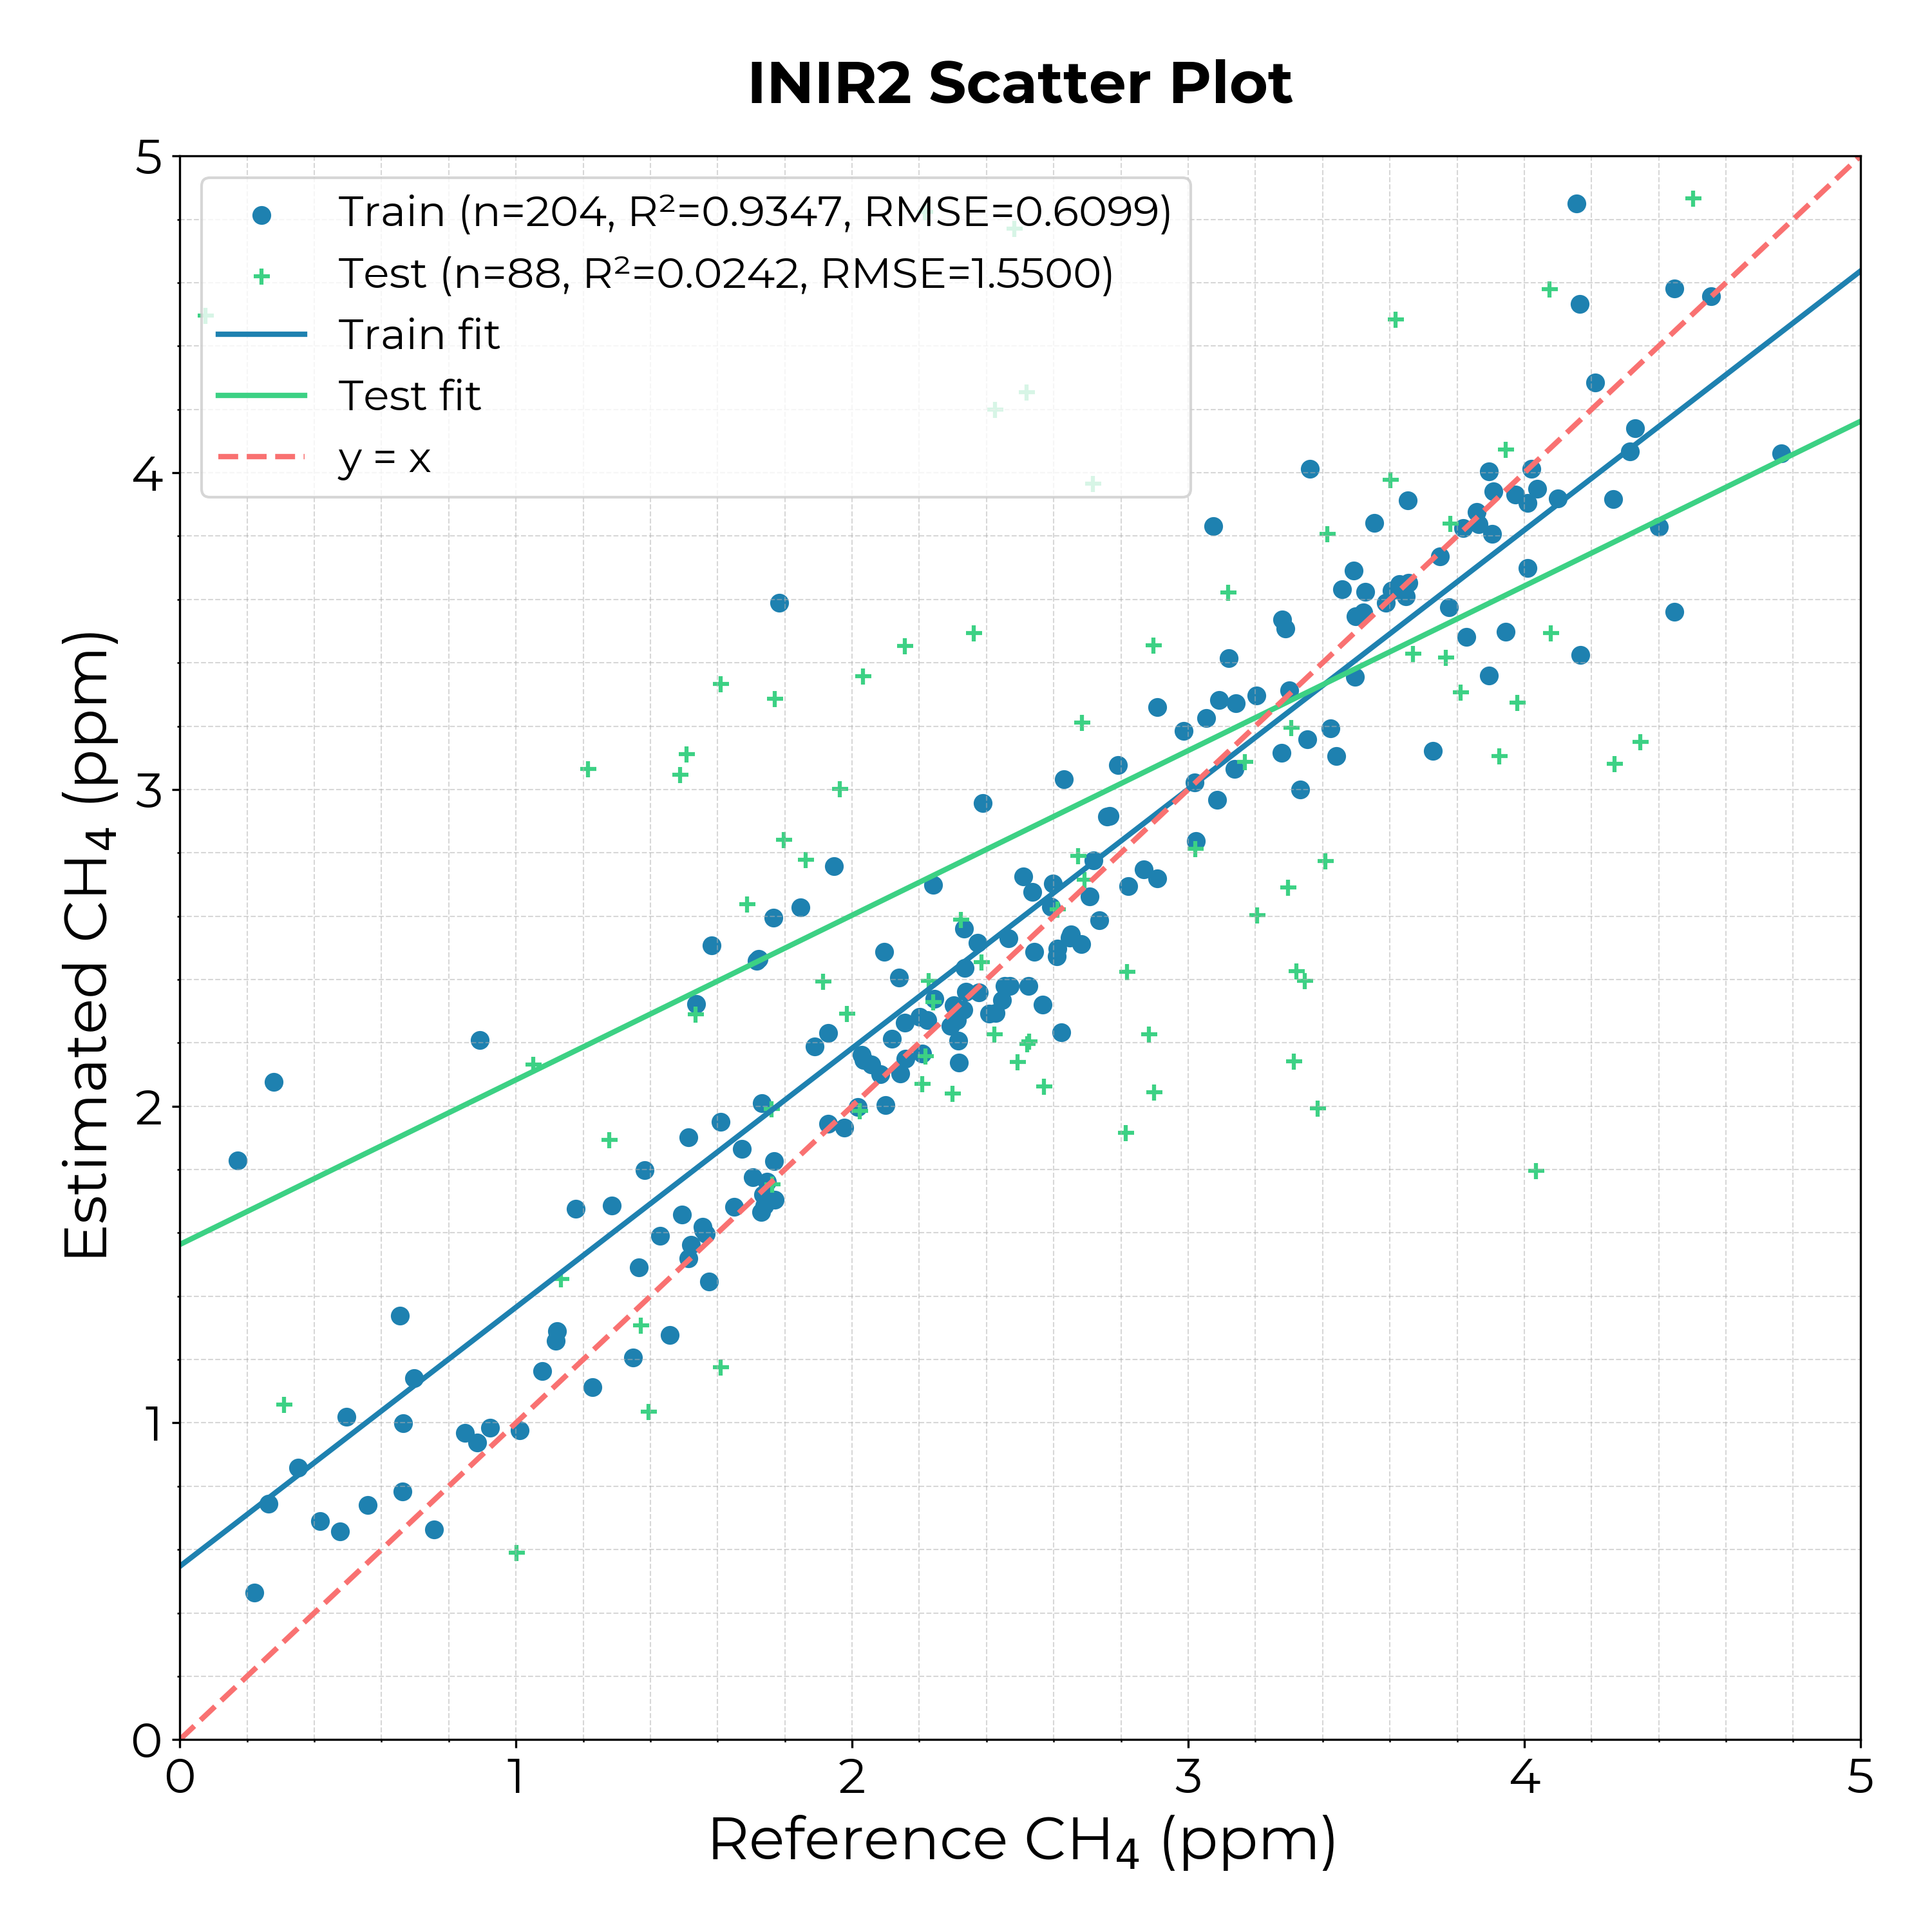 INIR2 Scatter Plot
Train (n=204, R²=0.9347, RMSE=0.6099)
Test (n=88, R²=0.0242, RMSE=1.5500)
Train fit
Test fit
y = x
Estimated CH₄ (ppm)
5
4
3
2
1
0
0 1 2 3 4 5
Reference CH₄ (ppm)